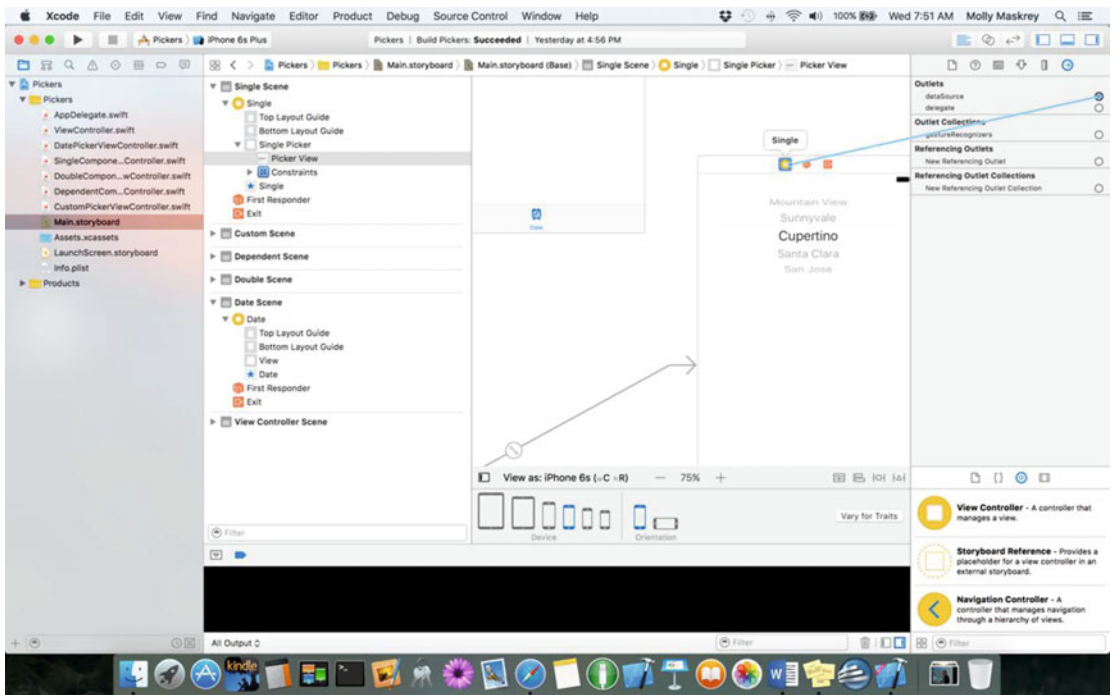 Xcode File Edit View Find Navigate Editor Product Debug Source Control Window Help 100% Wed 7:51 AM Molly Maskrey
Pickers iPhone 6s Plus Pickers | Build Pickers: Succeeded | Yesterday at 4:56 PM
Pickers Pickers Main.storyboard Main.storyboard (Base) Single Scene Single Single Picker Picker View
Pickers
Pickers
AppDelegate.swift
ViewController.swift
DatePickerViewController.swift
SingleCompone...Controller.swift
DoubleCompon...wController.swift
DependentCom...Controller.swift
CustomPickerViewController.swift
Main.storyboard
Assets.xcassets
LaunchScreen.storyboard
Info.plist
Products
Single Scene
Single
Top Layout Guide
Bottom Layout Guide
Single Picker
Picker View
Constraints
Single
First Responder
Exit
Custom Scene
Dependent Scene
Double Scene
Date Scene
Date
Top Layout Guide
Bottom Layout Guide
View
Date
First Responder
Exit
View Controller Scene
Filter
Date
Single
Mountain View
Sunnyvale
Cupertino
Santa Clara
San Jose
View as: iPhone 6s (wC hR) — 75% +
Device
Orientation
Vary for Traits
Outlets
dataSource
delegate
Outlet Collections
gestureRecognizers
Referencing Outlets
New Referencing Outlet
Referencing Outlet Collections
New Referencing Outlet Collection
{}
View Controller - A controller that
manages a view.
Storyboard Reference - Provides a
placeholder for a view controller in an
external storyboard.
Navigation Controller - A
controller that manages navigation
through a hierarchy of views.
All Output
Filter
Filter
kindle